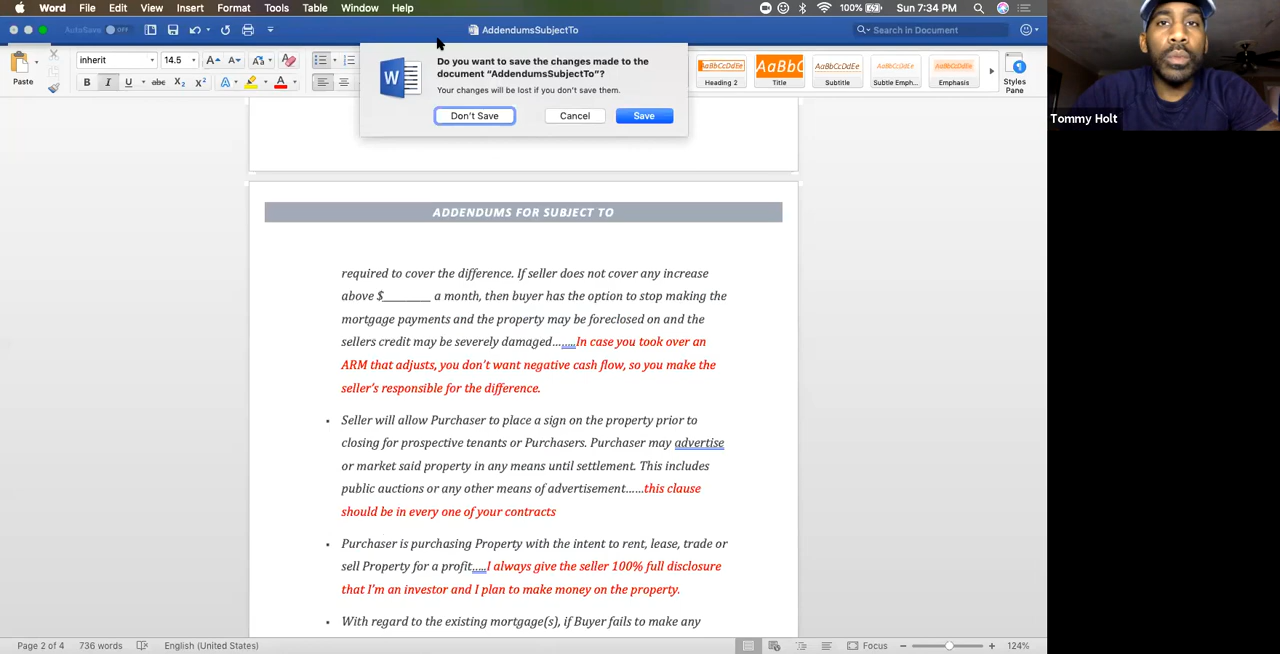 Word File Edit View Insert Format Tools Table Window Help
100% Sun 7:34 PM
AutoSave OFF
AddendumsSubjectTo
Search in Document
Paste
inherit 14.5
B I U abc X₂ X²
AaBbCcDdEe AaBbC AaBbCcDdEe AaBbCcDdEe AaBbCcDdEe
Heading 2 Title Subtitle Subtle Emph... Emphasis
Styles
Pane
Do you want to save the changes made to the
document “AddendumsSubjectTo”?
Your changes will be lost if you don’t save them.
Don’t Save Cancel Save
Tommy Holt
ADDENDUMS FOR SUBJECT TO
required to cover the difference. If seller does not cover any increase
above $_________ a month, then buyer has the option to stop making the
mortgage payments and the property may be foreclosed on and the
sellers credit may be severely damaged…..…In case you took over an
ARM that adjusts, you don’t want negative cash flow, so you make the
seller’s responsible for the difference.
• Seller will allow Purchaser to place a sign on the property prior to
closing for prospective tenants or Purchasers. Purchaser may advertise
or market said property in any means until settlement. This includes
public auctions or any other means of advertisement……this clause
should be in every one of your contracts
• Purchaser is purchasing Property with the intent to rent, lease, trade or
sell Property for a profit…..I always give the seller 100% full disclosure
that I’m an investor and I plan to make money on the property.
• With regard to the existing mortgage(s), if Buyer fails to make any
Page 2 of 4 736 words English (United States) Focus 124%